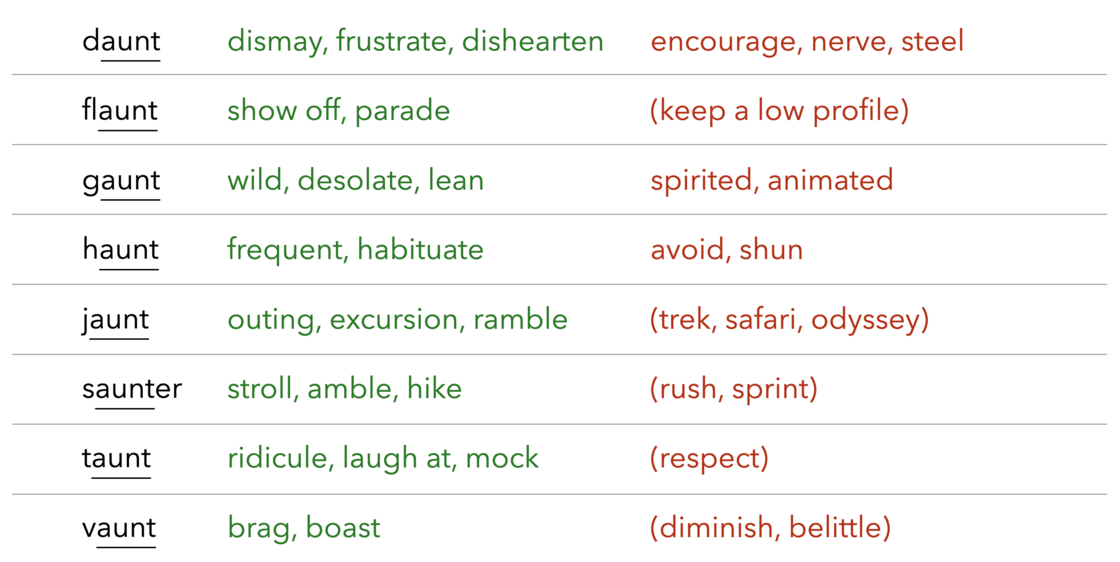 daunt dismay, frustrate, dishearten encourage, nerve, steel
flaunt show off, parade (keep a low profile)
gaunt wild, desolate, lean spirited, animated
haunt frequent, habituate avoid, shun
jaunt outing, excursion, ramble (trek, safari, odyssey)
saunter stroll, amble, hike (rush, sprint)
taunt ridicule, laugh at, mock (respect)
vaunt brag, boast (diminish, belittle)